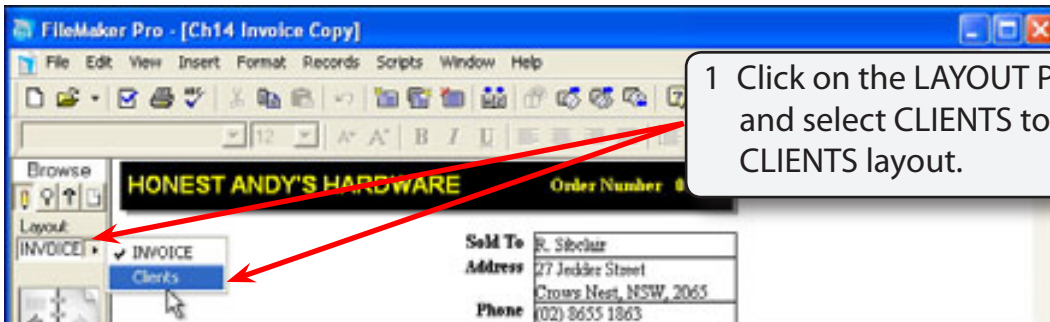 FileMaker Pro - [Ch14 Invoice Copy]
File Edit View Insert Format Records Scripts Window Help
12 B I U
1 Click on the LAYOUT P
and select CLIENTS to
CLIENTS layout.
Browse
HONEST ANDY'S HARDWARE Order Number
Layout:
INVOICE
INVOICE
Clients
Sold To R. Sibelair
Address 27 Jedder Street
Crows Nest, NSW, 2065
Phone (02) 8655 1863